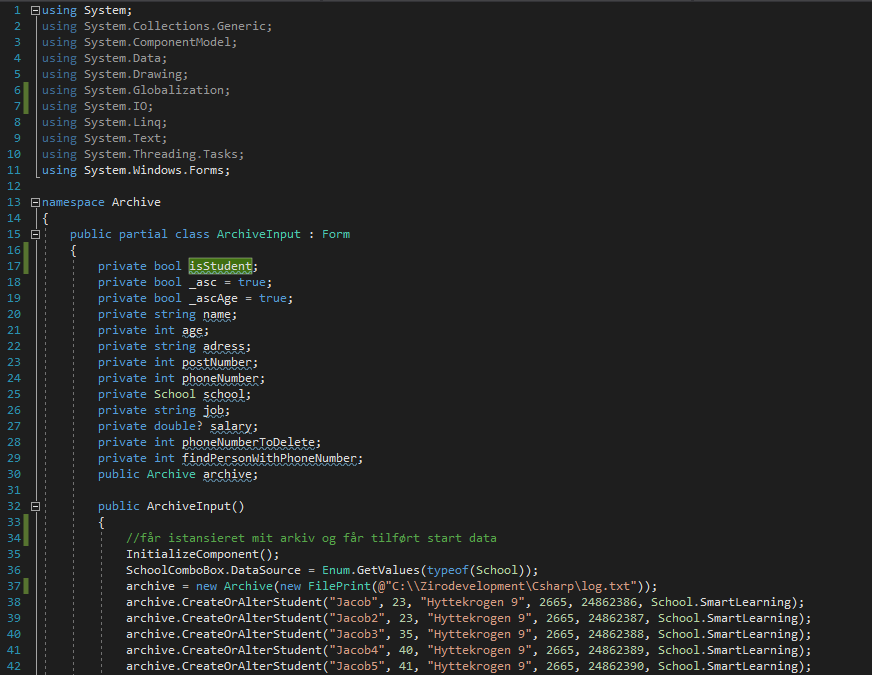 1 using System;
2 using System.Collections.Generic;
3 using System.ComponentModel;
4 using System.Data;
5 using System.Drawing;
6 using System.Globalization;
7 using System.IO;
8 using System.Linq;
9 using System.Text;
10 using System.Threading.Tasks;
11 using System.Windows.Forms;
12
13 namespace Archive
14 {
15 public partial class ArchiveInput : Form
16 {
17 private bool isStudent;
18 private bool _asc = true;
19 private bool _ascAge = true;
20 private string name;
21 private int age;
22 private string adress;
23 private int postNumber;
24 private int phoneNumber;
25 private School school;
26 private string job;
27 private double? salary;
28 private int phoneNumberToDelete;
29 private int findPersonWithPhoneNumber;
30 public Archive archive;
31
32 public ArchiveInput()
33 {
34 //får istansieret mit arkiv og får tilført start data
35 InitializeComponent();
36 SchoolComboBox.DataSource = Enum.GetValues(typeof(School));
37 archive = new Archive(new FilePrint(@"C:\\Zirodevelopment\Csharp\log.txt"));
38 archive.CreateOrAlterStudent("Jacob", 23, "Hyttekrogen 9", 2665, 24862386, School.SmartLearning);
39 archive.CreateOrAlterStudent("Jacob2", 23, "Hyttekrogen 9", 2665, 24862387, School.SmartLearning);
40 archive.CreateOrAlterStudent("Jacob3", 35, "Hyttekrogen 9", 2665, 24862388, School.SmartLearning);
41 archive.CreateOrAlterStudent("Jacob4", 40, "Hyttekrogen 9", 2665, 24862389, School.SmartLearning);
42 archive.CreateOrAlterStudent("Jacob5", 41, "Hyttekrogen 9", 2665, 24862390, School.SmartLearning);